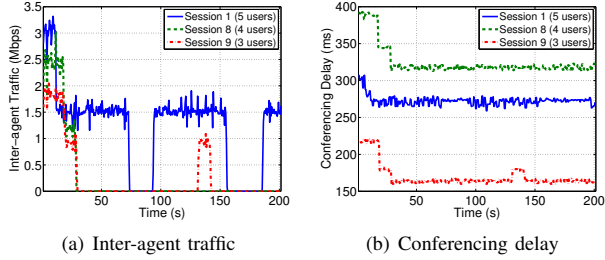 Inter-agent Traffic (Mbps)
3.5
3
2.5
2
1.5
1
0.5
0
50
100
150
200
Time (s)
Session 1 (5 users)
Session 8 (4 users)
Session 9 (3 users)
(a) Inter-agent traffic
Conferencing Delay (ms)
400
350
300
250
200
150
50
100
150
200
Time (s)
Session 1 (5 users)
Session 8 (4 users)
Session 9 (3 users)
(b) Conferencing delay